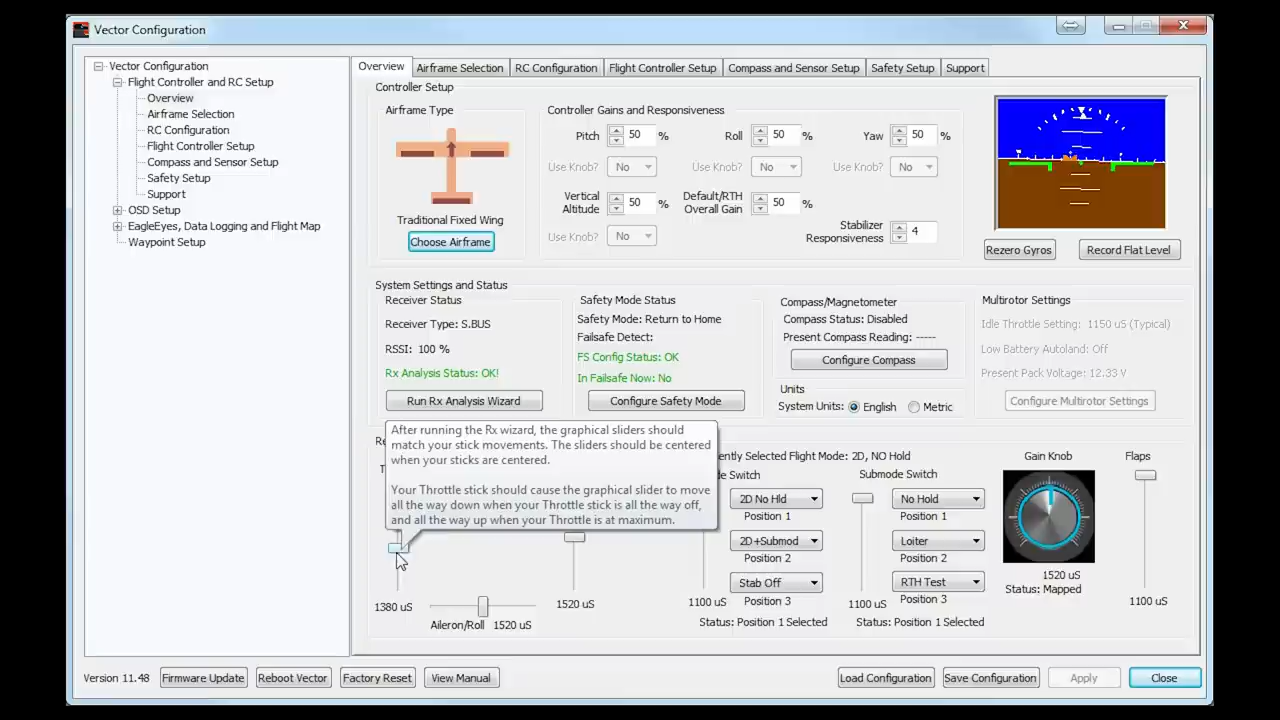 Vector Configuration
Vector Configuration
Flight Controller and RC Setup
Overview
Airframe Selection
RC Configuration
Flight Controller Setup
Compass and Sensor Setup
Safety Setup
Support
OSD Setup
EagleEyes, Data Logging and Flight Map
Waypoint Setup
Overview
Airframe Selection
RC Configuration
Flight Controller Setup
Compass and Sensor Setup
Safety Setup
Support
Controller Setup
Airframe Type
Traditional Fixed Wing
Choose Airframe
Controller Gains and Responsiveness
Pitch 50 % Roll 50 % Yaw 50 %
Use Knob? No Use Knob? No Use Knob? No
Vertical
Altitude 50 %
Default/RTH
Overall Gain 50 %
Use Knob? No
Stabilizer
Responsiveness 4
Rezero Gyros
Record Flat Level
System Settings and Status
Receiver Status
Receiver Type: S.BUS
RSSI: 100 %
Rx Analysis Status: OK!
Run Rx Analysis Wizard
Safety Mode Status
Safety Mode: Return to Home
Failsafe Detect:
FS Config Status: OK
In Failsafe Now: No
Configure Safety Mode
Compass/Magnetometer
Compass Status: Disabled
Present Compass Reading: -----
Configure Compass
Units
System Units: English Metric
Multirotor Settings
Idle Throttle Setting: 1150 uS (Typical)
Low Battery Autoland: Off
Present Pack Voltage: 12.33 V
Configure Multirotor Settings
After running the Rx wizard, the graphical sliders should
match your stick movements. The sliders should be centered
when your sticks are centered.
Your Throttle stick should cause the graphical slider to move
all the way down when your Throttle stick is all the way off,
and all the way up when your Throttle is at maximum.
1380 uS
Aileron/Roll 1520 uS
1520 uS
ently Selected Flight Mode: 2D, NO Hold
de Switch
2D No Hld
Position 1
2D+Submod
Position 2
Stab Off
Position 3
1100 uS
Status: Position 1 Selected
Submode Switch
No Hold
Position 1
Loiter
Position 2
RTH Test
Position 3
1100 uS
Status: Position 1 Selected
Gain Knob
1520 uS
Status: Mapped
Flaps
1100 uS
Version 11.48
Firmware Update
Reboot Vector
Factory Reset
View Manual
Load Configuration
Save Configuration
Apply
Close